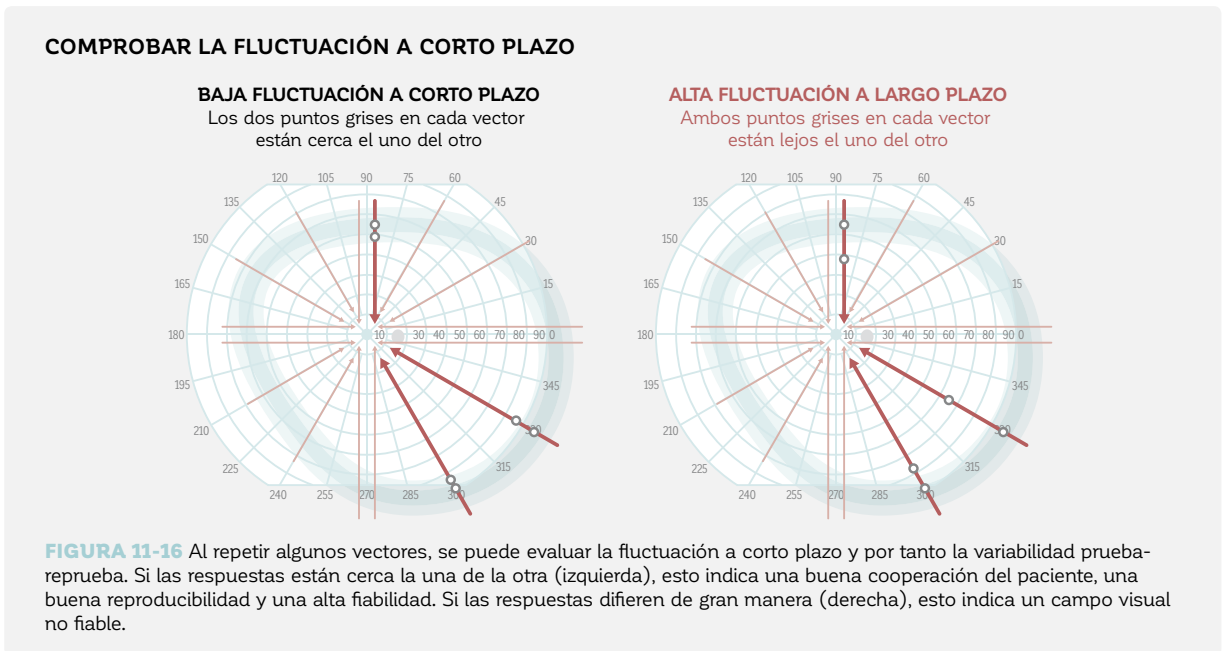 COMPROBAR LA FLUCTUACIÓN A CORTO PLAZO
BAJA FLUCTUACIÓN A CORTO PLAZO
Los dos puntos grises en cada vector
están cerca el uno del otro
120 105 90 75 60
135 45
150 30
165 15
180 10 30 40 50 60 70 80 90 0
195 345
210 330
225 315
240 255 270 285 300
ALTA FLUCTUACIÓN A LARGO PLAZO
Ambos puntos grises en cada vector
están lejos el uno del otro
120 105 90 75 60
135 45
150 30
165 15
180 10 30 40 50 60 70 80 90 0
195 345
210 330
225 315
240 255 270 285 300
FIGURA 11-16 Al repetir algunos vectores, se puede evaluar la fluctuación a corto plazo y por tanto la variabilidad prueba-
reprueba. Si las respuestas están cerca la una de la otra (izquierda), esto indica una buena cooperación del paciente, una
buena reproducibilidad y una alta fiabilidad. Si las respuestas difieren de gran manera (derecha), esto indica un campo visual
no fiable.